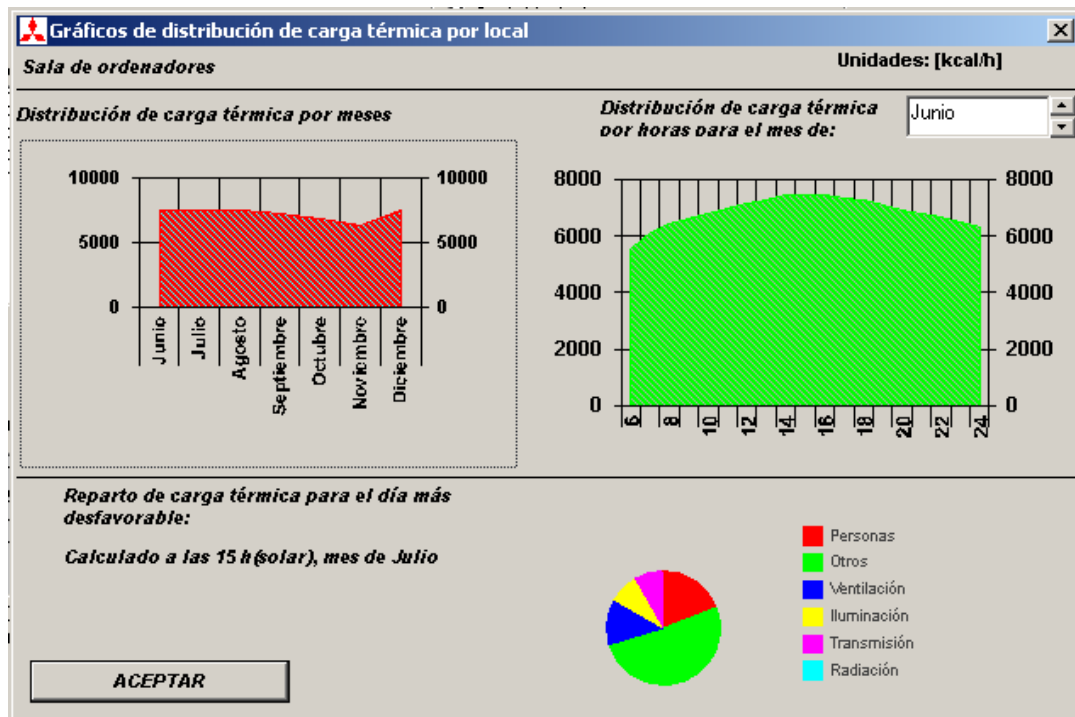 Gráficos de distribución de carga térmica por local
Sala de ordenadores
Unidades: [kcal/h]
Distribución de carga térmica por meses
10000
5000
0
10000
5000
0
Junio
Julio
Agosto
Septiembre
Octubre
Noviembre
Diciembre
Distribución de carga térmica
por horas para el mes de:
Junio
8000
6000
4000
2000
0
8000
6000
4000
2000
0
6 8 10 12 14 16 18 20 22 24
Reparto de carga térmica para el día más
desfavorable:
Calculado a las 15 h(solar), mes de Julio
Personas
Otros
Ventilación
Iluminación
Transmisión
Radiación
ACEPTAR